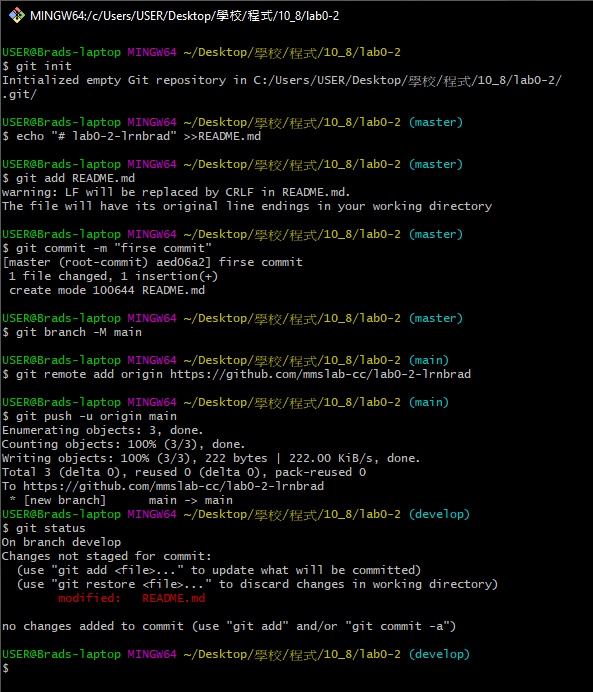 MINGW64:/c/Users/USER/Desktop/學校/程式/10_8/lab0-2
USER@Brads-laptop MINGW64 ~/Desktop/學校/程式/10_8/lab0-2
$ git init
Initialized empty Git repository in C:/Users/USER/Desktop/學校/程式/10_8/lab0-2/
.git/
USER@Brads-laptop MINGW64 ~/Desktop/學校/程式/10_8/lab0-2 (master)
$ echo "# lab0-2-lrnbrad" >>README.md
USER@Brads-laptop MINGW64 ~/Desktop/學校/程式/10_8/lab0-2 (master)
$ git add README.md
warning: LF will be replaced by CRLF in README.md.
The file will have its original line endings in your working directory
USER@Brads-laptop MINGW64 ~/Desktop/學校/程式/10_8/lab0-2 (master)
$ git commit -m "firse commit"
[master (root-commit) aed06a2] firse commit
 1 file changed, 1 insertion(+)
 create mode 100644 README.md
USER@Brads-laptop MINGW64 ~/Desktop/學校/程式/10_8/lab0-2 (master)
$ git branch -M main
USER@Brads-laptop MINGW64 ~/Desktop/學校/程式/10_8/lab0-2 (main)
$ git remote add origin https://github.com/mmslab-cc/lab0-2-lrnbrad
USER@Brads-laptop MINGW64 ~/Desktop/學校/程式/10_8/lab0-2 (main)
$ git push -u origin main
Enumerating objects: 3, done.
Counting objects: 100% (3/3), done.
Writing objects: 100% (3/3), 222 bytes | 222.00 KiB/s, done.
Total 3 (delta 0), reused 0 (delta 0), pack-reused 0
To https://github.com/mmslab-cc/lab0-2-lrnbrad
 * [new branch]      main -> main
USER@Brads-laptop MINGW64 ~/Desktop/學校/程式/10_8/lab0-2 (develop)
$ git status
On branch develop
Changes not staged for commit:
  (use "git add <file>..." to update what will be committed)
  (use "git restore <file>..." to discard changes in working directory)
        modified:   README.md
no changes added to commit (use "git add" and/or "git commit -a")
USER@Brads-laptop MINGW64 ~/Desktop/學校/程式/10_8/lab0-2 (develop)
$